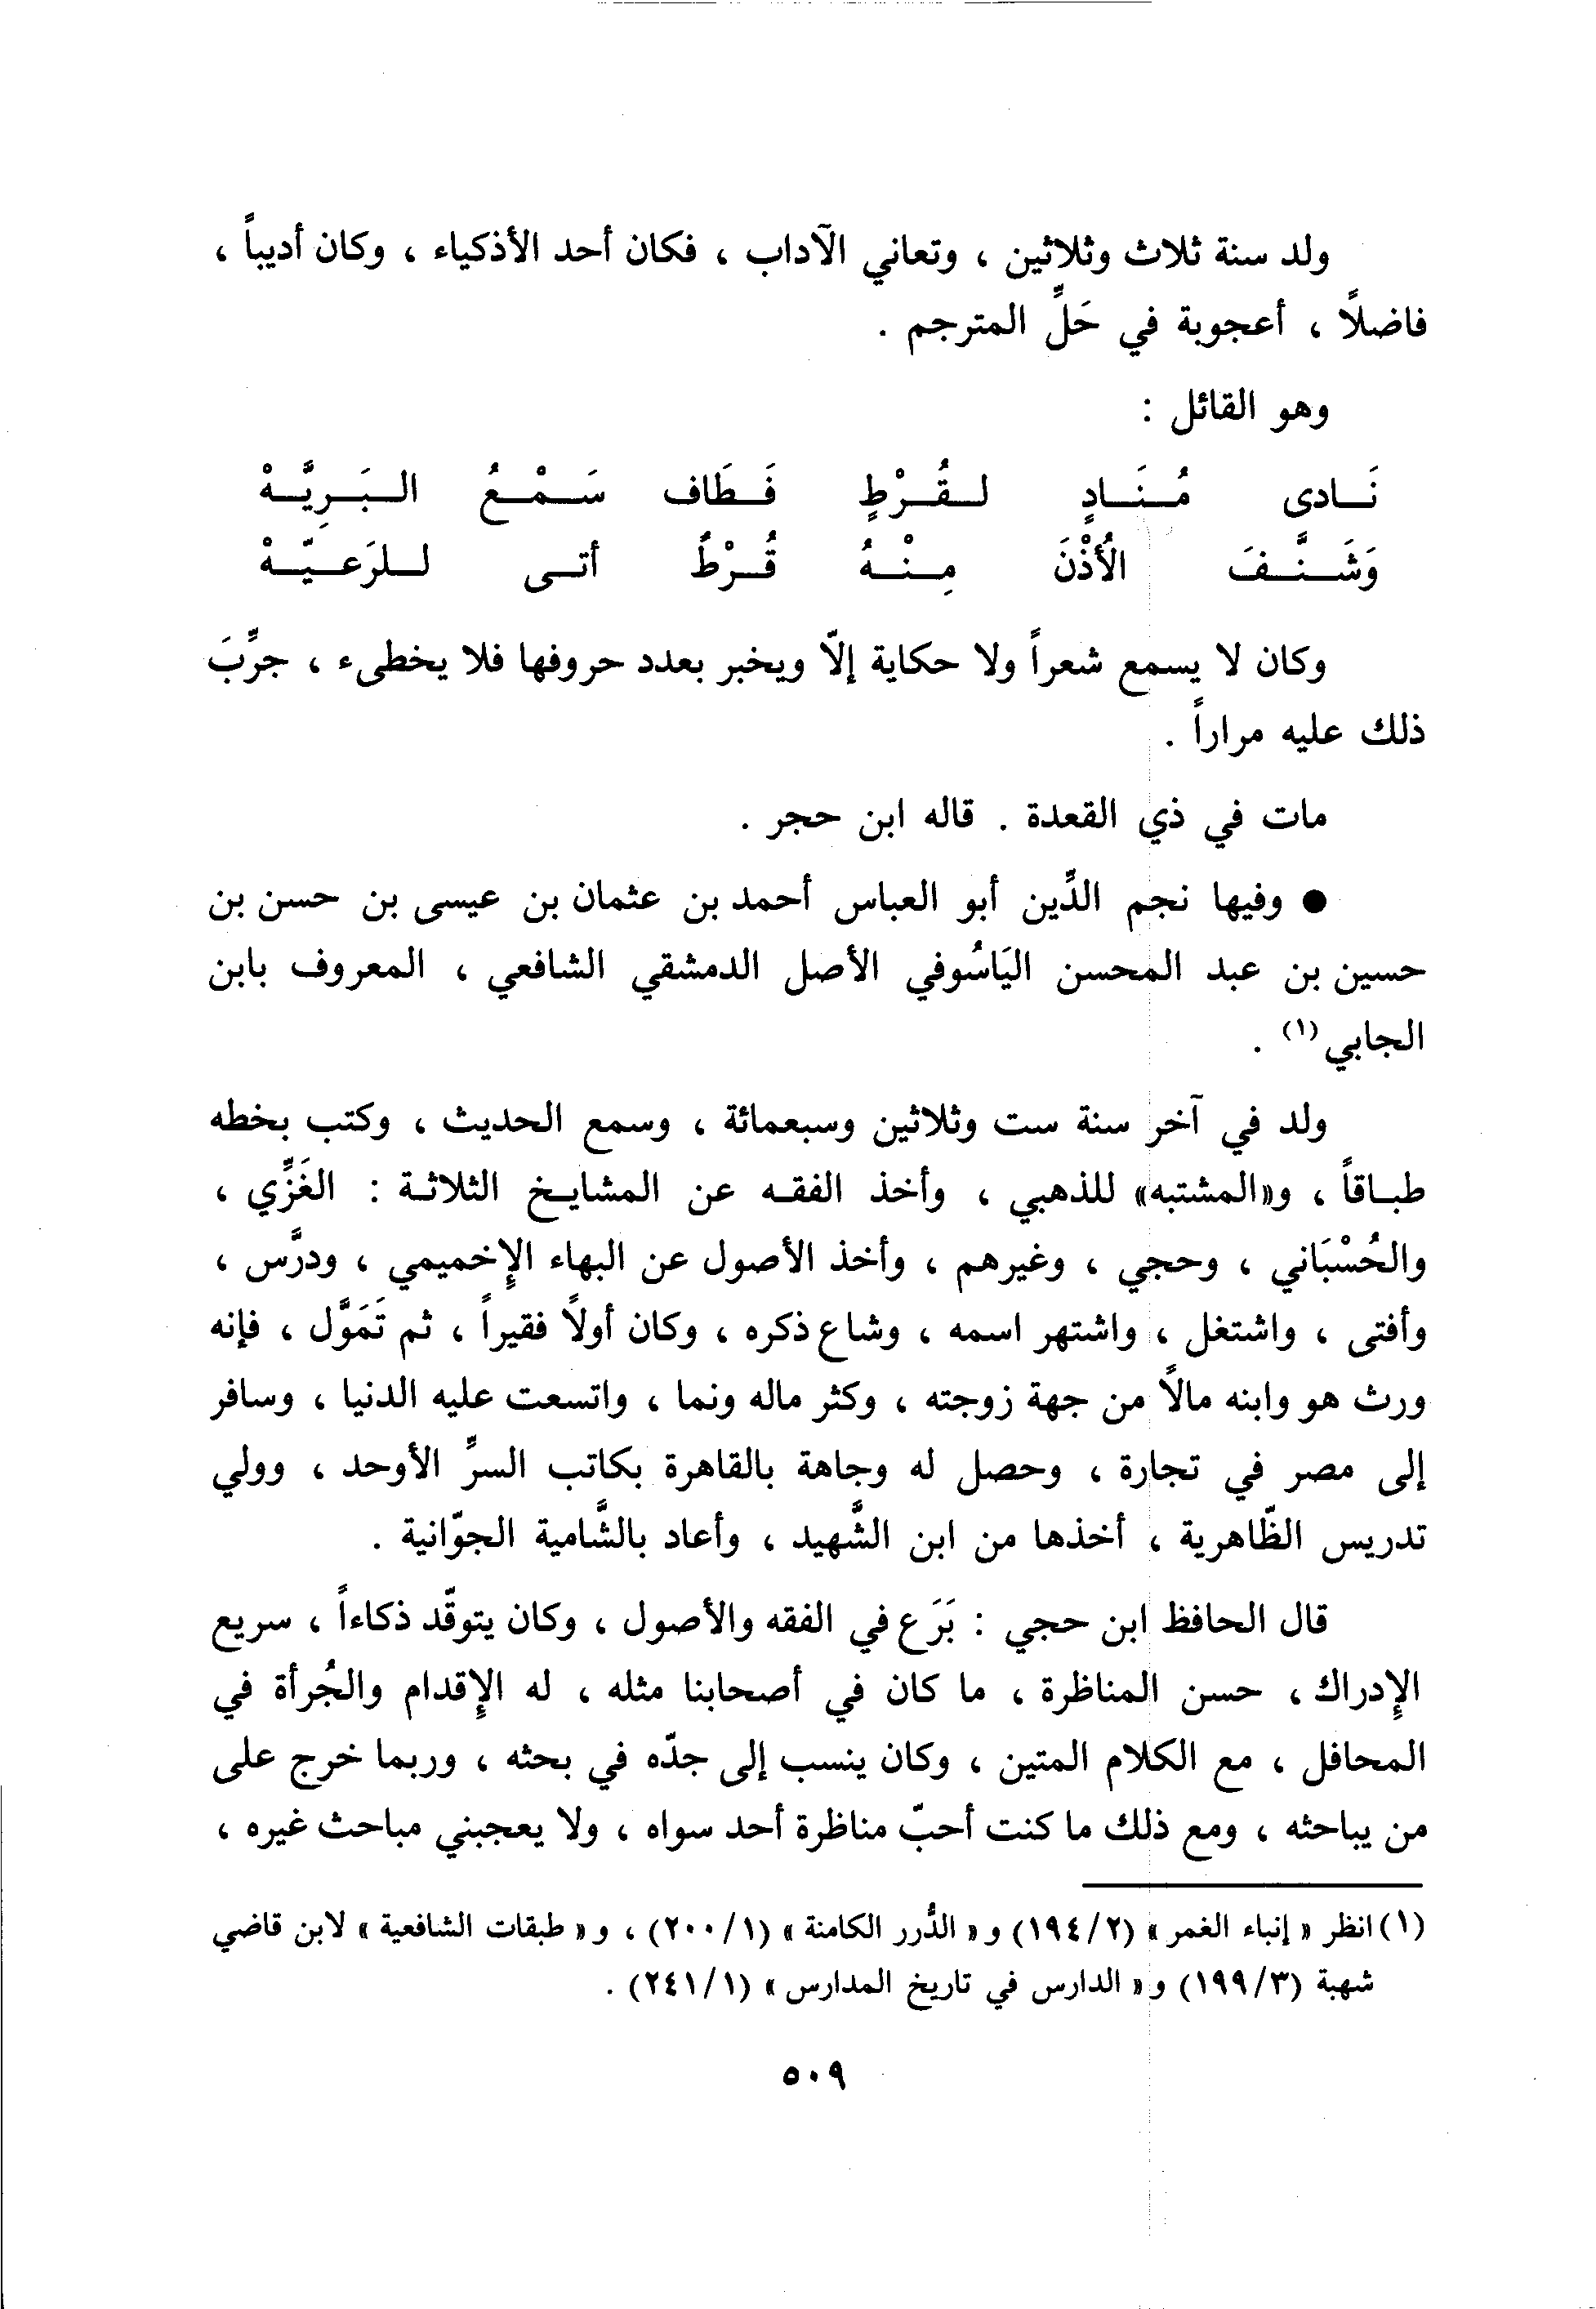 ولد سنة ثلاث وثلاثين ، وتعاني الآداب ، فكان أحد الأذكياء ، وكان أديباً ،
فاضلاً ، أعجوبة في حَلِّ المترجم .
وهو القائل :
نَـادى مُـنَـادٍ لـقُـرْطٍ فَـطَاف سَـمْـعُ الـبَـرِيَّـهْ
وَشَـنَّـفَ الأُذْنَ مِـنْـهُ قُـرْطٌ أتـى لـلرَعـيّـهْ
وكان لا يسمع شعراً ولا حكاية إلّا ويخبر بعدد حروفها فلا يخطىء ، جرِّبَ
ذلك عليه مراراً .
مات في ذي القعدة . قاله ابن حجر .
● وفيها نجم الدِّين أبو العباس أحمد بن عثمان بن عيسى بن حسن بن
حسين بن عبد المحسن اليَاسُوفي الأصل الدمشقي الشافعي ، المعروف بابن
الجابي (١) .
ولد في آخر سنة ست وثلاثين وسبعمائة ، وسمع الحديث ، وكتب بخطه
طبـاقاً ، و«المشتبه» للذهبي ، وأخذ الفقـه عن المشايـخ الثلاثـة : الغَزِّي ،
والحُسْبَاني ، وحجي ، وغيرهم ، وأخذ الأصول عن البهاء الإخميمي ، ودرَّس ،
وأفتى ، واشتغل ، واشتهر اسمه ، وشاع ذكره ، وكان أولاً فقيراً ، ثم تَمَوَّل ، فإنه
ورث هو وابنه مالاً من جهة زوجته ، وكثر ماله ونما ، واتسعت عليه الدنيا ، وسافر
إلى مصر في تجارة ، وحصل له وجاهة بالقاهرة بكاتب السرِّ الأوحد ، وولي
تدريس الظّاهرية ، أخذها من ابن الشَّهيد ، وأعاد بالشَّامية الجوّانية .
قال الحافظ ابن حجي : بَرَع في الفقه والأصول ، وكان يتوقّد ذكاءاً ، سريع
الإدراك ، حسن المناظرة ، ما كان في أصحابنا مثله ، له الإقدام والجُرأة في
المحافل ، مع الكلام المتين ، وكان ينسب إلى جدّه في بحثه ، وربما خرج على
من يباحثه ، ومع ذلك ما كنت أحبّ مناظرة أحد سواه ، ولا يعجبني مباحث غيره ،
(١) انظر « إنباء الغمر » (٢/١٩٤) و « الدُّرر الكامنة » (١/٢٠٠) ، و « طبقات الشافعية » لابن قاضي
شهبة (٣/١٩٩) و « الدارس في تاريخ المدارس » (١/٢٤١) .
٥٠٩